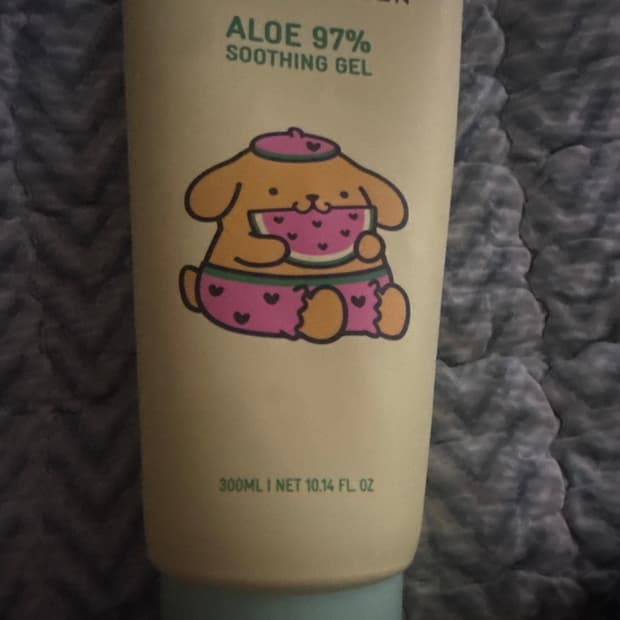 ALOE 97%
SOOTHING GEL
300ML | NET 10.14 FL. OZ